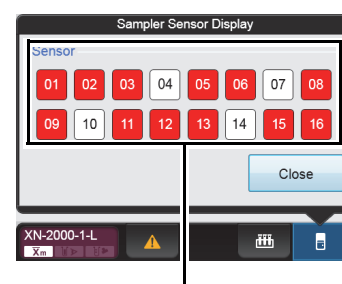 Sampler Sensor Display
Sensor
01 02 03 04 05 06 07 08
09 10 11 12 13 14 15 16
Close
XN-2000-1-L
Xm